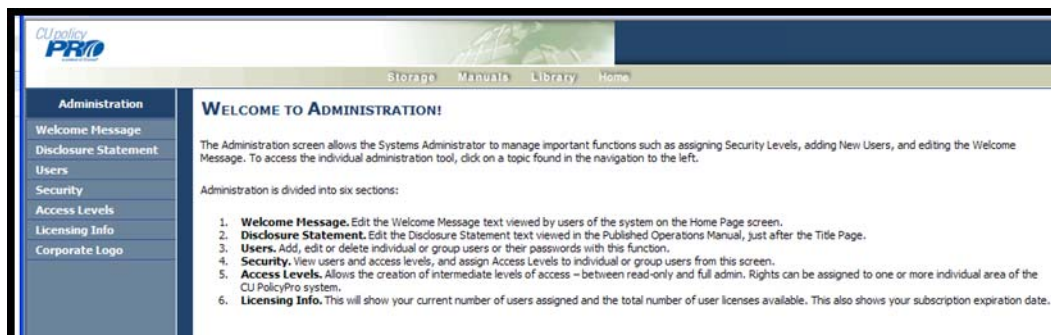 CU policy
PRO
Storage Manuals Library Home
Administration
Welcome Message
Disclosure Statement
Users
Security
Access Levels
Licensing Info
Corporate Logo
WELCOME TO ADMINISTRATION!
The Administration screen allows the Systems Administrator to manage important functions such as assigning Security Levels, adding New Users, and editing the Welcome
Message. To access the individual administration tool, click on a topic found in the navigation to the left.
Administration is divided into six sections:
1. Welcome Message. Edit the Welcome Message text viewed by users of the system on the Home Page screen.
2. Disclosure Statement. Edit the Disclosure Statement text viewed in the Published Operations Manual, just after the Title Page.
3. Users. Add, edit or delete individual or group users or their passwords with this function.
4. Security. View users and access levels, and assign Access Levels to individual or group users from this screen.
5. Access Levels. Allows the creation of intermediate levels of access – between read-only and full admin. Rights can be assigned to one or more individual area of the
CU PolicyPro system.
6. Licensing Info. This will show your current number of users assigned and the total number of user licenses available. This also shows your subscription expiration date.